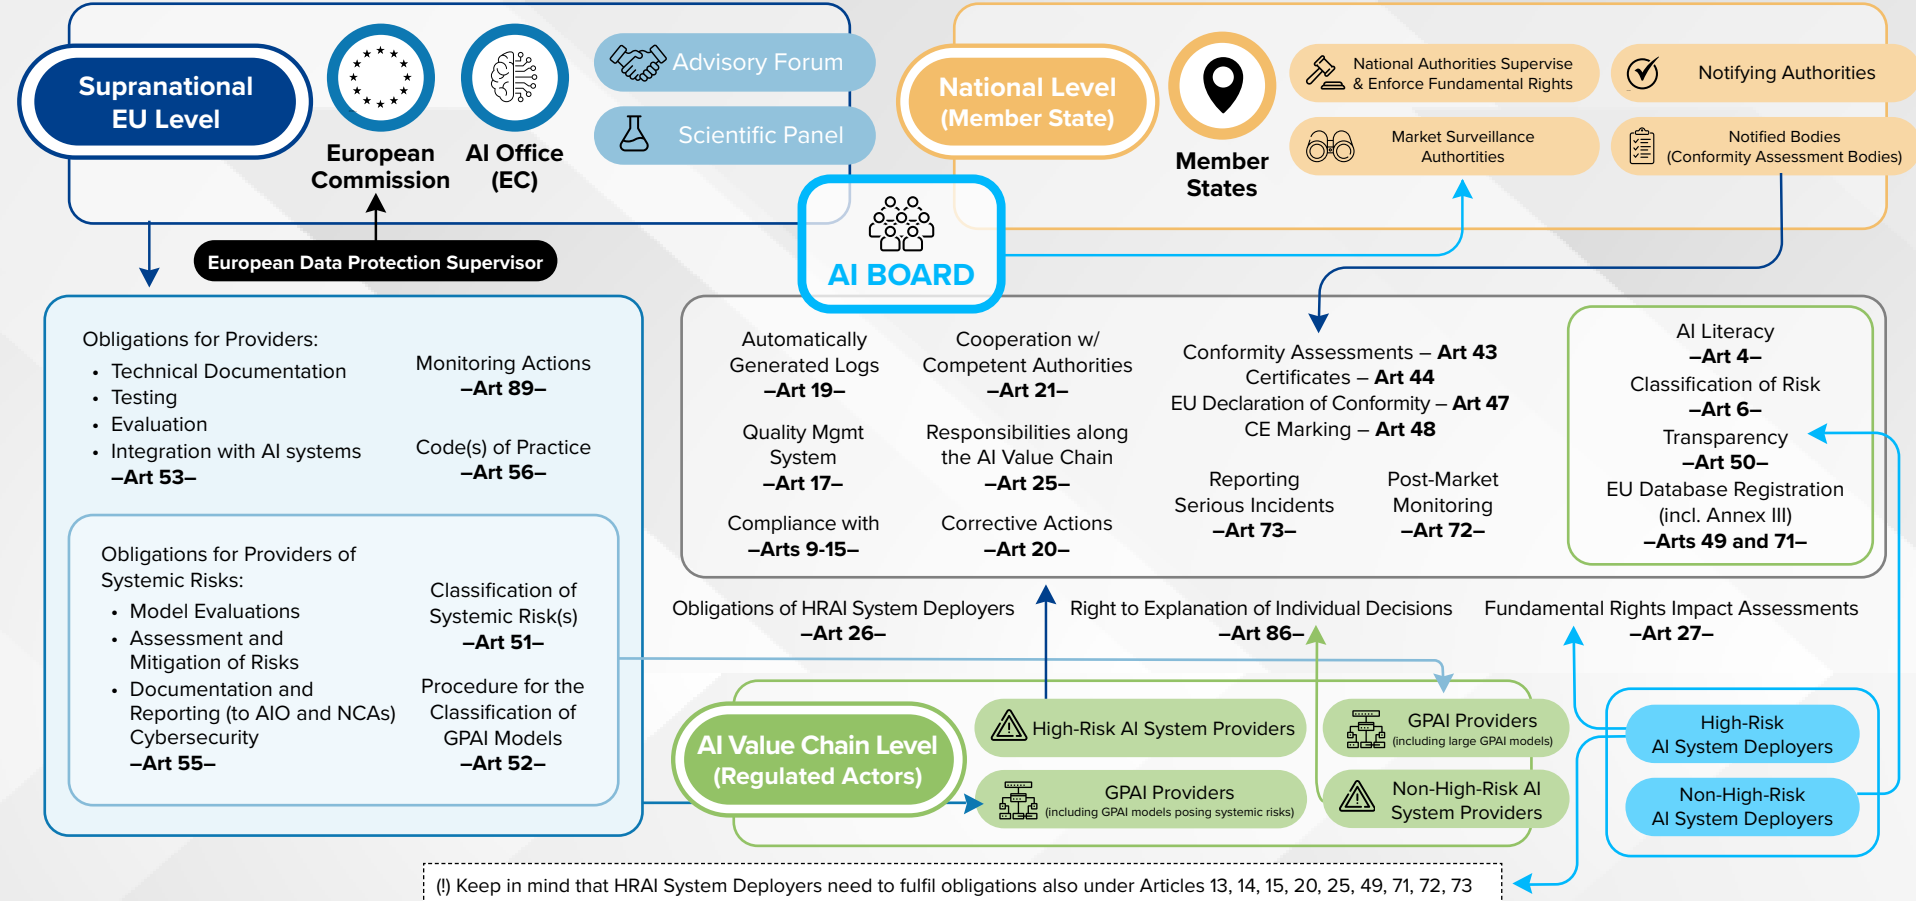 Supranational
EU Level
European
Commission
AI Office
(EC)
Advisory Forum
Scientific Panel
European Data Protection Supervisor
National Level
(Member State)
Member
States
National Authorities Supervise
& Enforce Fundamental Rights
Notifying Authorities
Market Surveillance
Authortities
Notified Bodies
(Conformity Assessment Bodies)
AI BOARD
Obligations for Providers:
• Technical Documentation
• Testing
• Evaluation
• Integration with AI systems
–Art 53–
Monitoring Actions
–Art 89–
Code(s) of Practice
–Art 56–
Obligations for Providers of
Systemic Risks:
• Model Evaluations
• Assessment and
Mitigation of Risks
• Documentation and
Reporting (to AIO and NCAs)
Cybersecurity
–Art 55–
Classification of
Systemic Risk(s)
–Art 51–
Procedure for the
Classification of
GPAI Models
–Art 52–
Automatically
Generated Logs
–Art 19–
Quality Mgmt
System
–Art 17–
Compliance with
–Arts 9-15–
Cooperation w/
Competent Authorities
–Art 21–
Responsibilities along
the AI Value Chain
–Art 25–
Corrective Actions
–Art 20–
Conformity Assessments – Art 43
Certificates – Art 44
EU Declaration of Conformity – Art 47
CE Marking – Art 48
Reporting
Serious Incidents
–Art 73–
Post-Market
Monitoring
–Art 72–
AI Literacy
–Art 4–
Classification of Risk
–Art 6–
Transparency
–Art 50–
EU Database Registration
(incl. Annex III)
–Arts 49 and 71–
Obligations of HRAI System Deployers
–Art 26–
Right to Explanation of Individual Decisions
–Art 86–
Fundamental Rights Impact Assessments
–Art 27–
AI Value Chain Level
(Regulated Actors)
High-Risk AI System Providers
GPAI Providers
(including large GPAI models)
GPAI Providers
(including GPAI models posing systemic risks)
Non-High-Risk AI
System Providers
High-Risk
AI System Deployers
Non-High-Risk
AI System Deployers
(!) Keep in mind that HRAI System Deployers need to fulfil obligations also under Articles 13, 14, 15, 20, 25, 49, 71, 72, 73